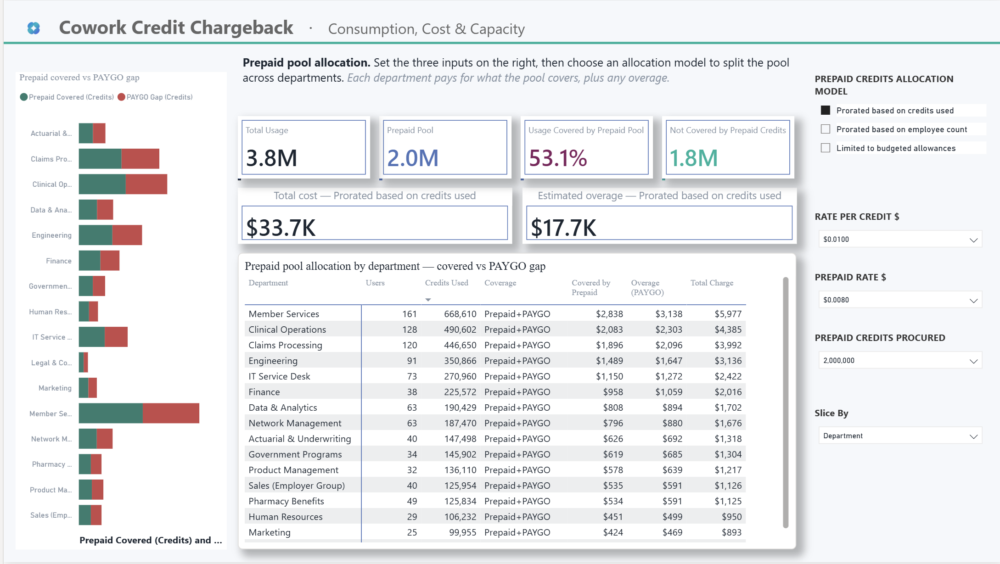 Cowork Credit Chargeback · Consumption, Cost & Capacity
Prepaid covered vs PAYGO gap
Prepaid Covered (Credits) PAYGO Gap (Credits)
Actuarial &...
Claims Pro...
Clinical Op...
Data & Ana...
Engineering
Finance
Governmen...
Human Res...
IT Service ...
Legal & Co...
Marketing
Member Se...
Network M...
Pharmacy ...
Product Ma...
Sales (Emp...
Prepaid Covered (Credits) and ...
Prepaid pool allocation. Set the three inputs on the right, then choose an allocation model to split the pool
across departments. Each department pays for what the pool covers, plus any overage.
Total Usage
3.8M
Prepaid Pool
2.0M
Usage Covered by Prepaid Pool
53.1%
Not Covered by Prepaid Credits
1.8M
Total cost — Prorated based on credits used
$33.7K
Estimated overage — Prorated based on credits used
$17.7K
Prepaid pool allocation by department — covered vs PAYGO gap
Department Users Credits Used Coverage Covered by Prepaid Overage (PAYGO) Total Charge
Member Services 161 668,610 Prepaid+PAYGO $2,838 $3,138 $5,977
Clinical Operations 128 490,602 Prepaid+PAYGO $2,083 $2,303 $4,385
Claims Processing 120 446,650 Prepaid+PAYGO $1,896 $2,096 $3,992
Engineering 91 350,866 Prepaid+PAYGO $1,489 $1,647 $3,136
IT Service Desk 73 270,960 Prepaid+PAYGO $1,150 $1,272 $2,422
Finance 38 225,572 Prepaid+PAYGO $958 $1,059 $2,016
Data & Analytics 63 190,429 Prepaid+PAYGO $808 $894 $1,702
Network Management 63 187,470 Prepaid+PAYGO $796 $880 $1,676
Actuarial & Underwriting 40 147,498 Prepaid+PAYGO $626 $692 $1,318
Government Programs 34 145,902 Prepaid+PAYGO $619 $685 $1,304
Product Management 32 136,110 Prepaid+PAYGO $578 $639 $1,217
Sales (Employer Group) 40 125,954 Prepaid+PAYGO $535 $591 $1,126
Pharmacy Benefits 49 125,834 Prepaid+PAYGO $534 $591 $1,125
Human Resources 29 106,232 Prepaid+PAYGO $451 $499 $950
Marketing 25 99,955 Prepaid+PAYGO $424 $469 $893
PREPAID CREDITS ALLOCATION
MODEL
Prorated based on credits used
Prorated based on employee count
Limited to budgeted allowances
RATE PER CREDIT $
$0.0100
PREPAID RATE $
$0.0080
PREPAID CREDITS PROCURED
2,000,000
Slice By
Department